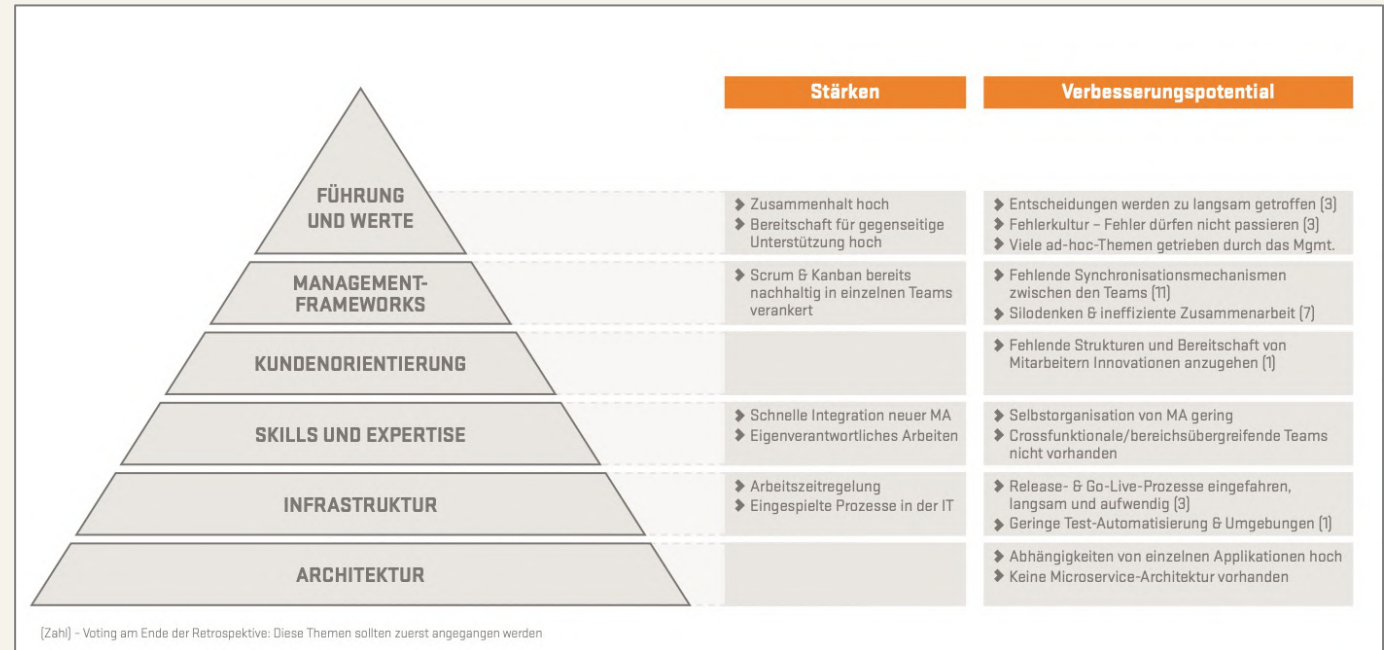 Stärken
Verbesserungspotential
FÜHRUNG
UND WERTE
❯ Zusammenhalt hoch
❯ Bereitschaft für gegenseitige
Unterstützung hoch
❯ Entscheidungen werden zu langsam getroffen (3)
❯ Fehlerkultur – Fehler dürfen nicht passieren (3)
❯ Viele ad-hoc-Themen getrieben durch das Mgmt.
MANAGEMENT-
FRAMEWORKS
❯ Scrum & Kanban bereits
nachhaltig in einzelnen Teams
verankert
❯ Fehlende Synchronisationsmechanismen
zwischen den Teams (11)
❯ Silodenken & ineffiziente Zusammenarbeit (7)
KUNDENORIENTIERUNG
❯ Fehlende Strukturen und Bereitschaft von
Mitarbeitern Innovationen anzugehen (1)
SKILLS UND EXPERTISE
❯ Schnelle Integration neuer MA
❯ Eigenverantwortliches Arbeiten
❯ Selbstorganisation von MA gering
❯ Crossfunktionale/bereichsübergreifende Teams
nicht vorhanden
INFRASTRUKTUR
❯ Arbeitszeitregelung
❯ Eingespielte Prozesse in der IT
❯ Release- & Go-Live-Prozesse eingefahren,
langsam und aufwendig (3)
❯ Geringe Test-Automatisierung & Umgebungen (1)
ARCHITEKTUR
❯ Abhängigkeiten von einzelnen Applikationen hoch
❯ Keine Microservice-Architektur vorhanden
(Zahl) – Voting am Ende der Retrospektive: Diese Themen sollten zuerst angegangen werden